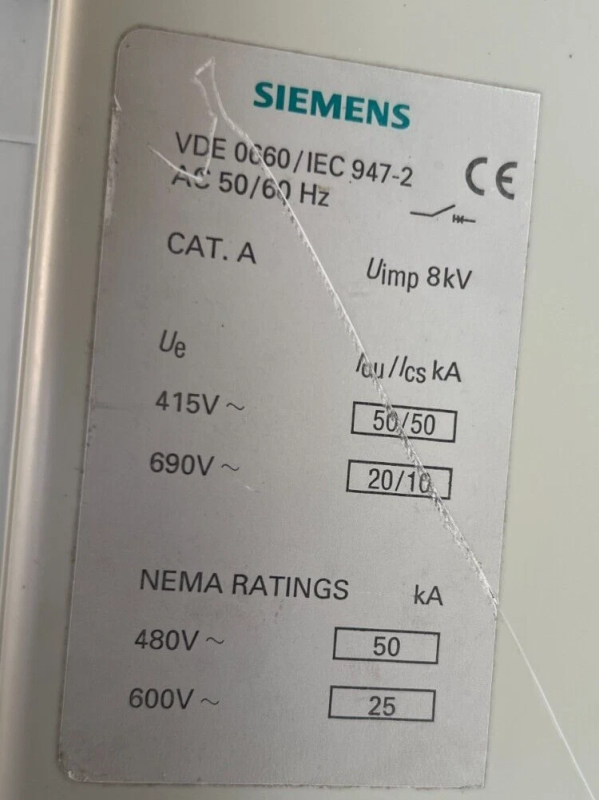 SIEMENS
VDE 0660/IEC 947-2
AC 50/60 Hz
CE
CAT. A
Uimp 8kV
Ue
Icu/Ics kA
415V ~
50/50
690V ~
20/10
NEMA RATINGS
kA
480V ~
50
600V ~
25